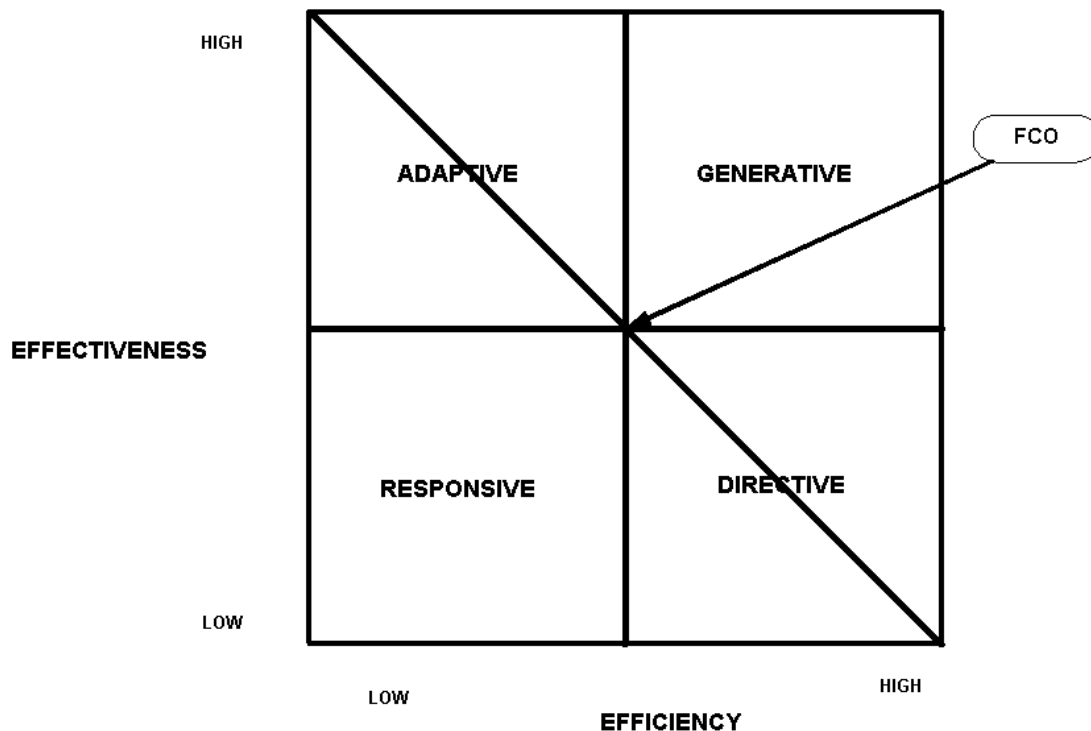 HIGH
FCO
ADAPTIVE
GENERATIVE
EFFECTIVENESS
RESPONSIVE
DIRECTIVE
LOW
LOW
HIGH
EFFICIENCY